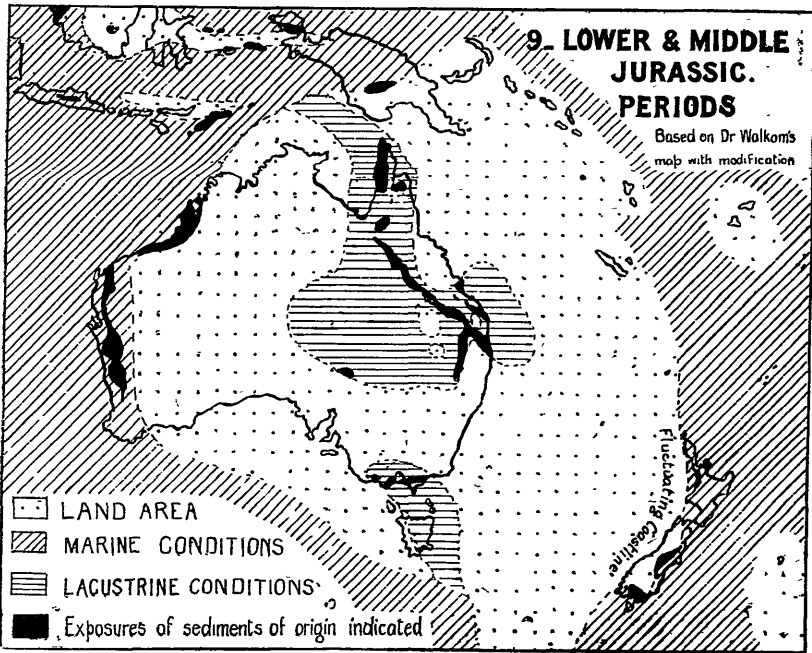 9_ LOWER & MIDDLE
JURASSIC.
PERIODS
Based on Dr Walkom's
map with modification
Fluctuating Coastline
LAND AREA
MARINE CONDITIONS
LACUSTRINE CONDITIONS
Exposures of sediments of origin indicated